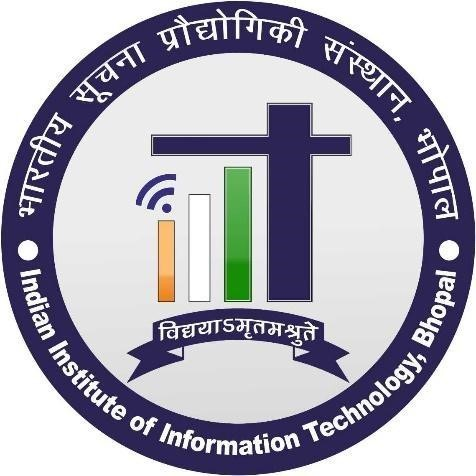 भारतीय सूचना प्रौद्योगिकी संस्थान, भोपाल
विद्ययाऽमृतमश्नुते
Indian Institute of Information Technology, Bhopal